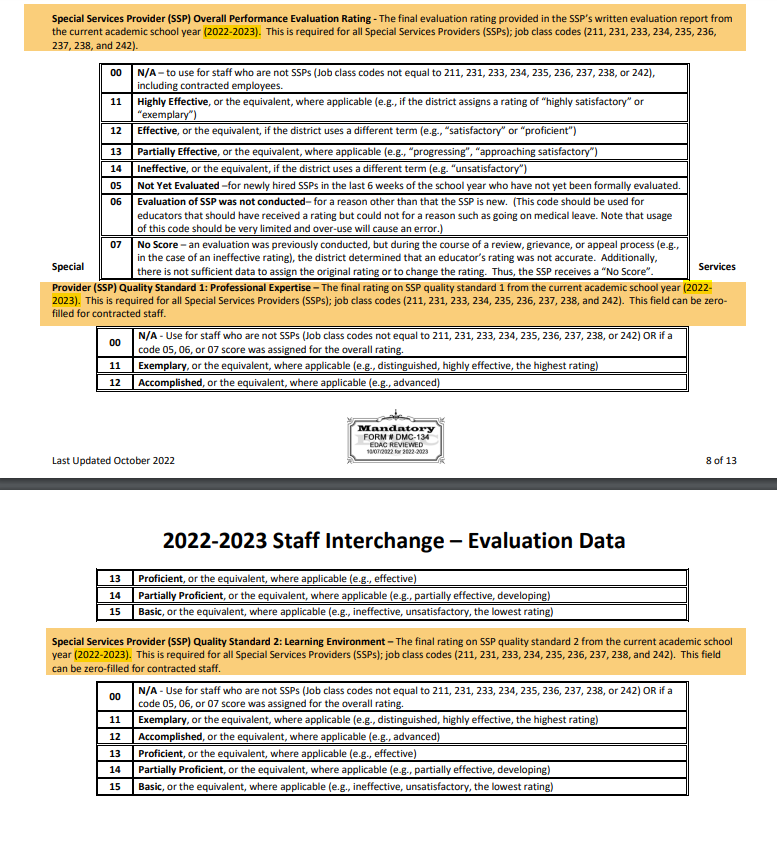 Special Services Provider (SSP) Overall Performance Evaluation Rating - The final evaluation rating provided in the SSP's written evaluation report from
the current academic school year (2022-2023). This is required for all Special Services Providers (SSPs); job class codes (211, 231, 233, 234, 235, 236,
237, 238, and 242).
00 N/A – to use for staff who are not SSPs (Job class codes not equal to 211, 231, 233, 234, 235, 236, 237, 238, or 242),
including contracted employees.
11 Highly Effective, or the equivalent, where applicable (e.g., if the district assigns a rating of "highly satisfactory" or
"exemplary")
12 Effective, or the equivalent, if the district uses a different term (e.g., "satisfactory" or "proficient")
13 Partially Effective, or the equivalent, where applicable (e.g., "progressing", "approaching satisfactory")
14 Ineffective, or the equivalent, if the district uses a different term (e.g. "unsatisfactory")
05 Not Yet Evaluated –for newly hired SSPs in the last 6 weeks of the school year who have not yet been formally evaluated.
06 Evaluation of SSP was not conducted– for a reason other than that the SSP is new. (This code should be used for
educators that should have received a rating but could not for a reason such as going on medical leave. Note that usage
of this code should be very limited and over-use will cause an error.)
07 No Score – an evaluation was previously conducted, but during the course of a review, grievance, or appeal process (e.g.,
in the case of an ineffective rating), the district determined that an educator's rating was not accurate. Additionally,
there is not sufficient data to assign the original rating or to change the rating. Thus, the SSP receives a "No Score".
Special Services
Provider (SSP) Quality Standard 1: Professional Expertise – The final rating on SSP quality standard 1 from the current academic school year (2022-
2023). This is required for all Special Services Providers (SSPs); job class codes (211, 231, 233, 234, 235, 236, 237, 238, and 242). This field can be zero-
filled for contracted staff.
00 N/A - Use for staff who are not SSPs (Job class codes not equal to 211, 231, 233, 234, 235, 236, 237, 238, or 242) OR if a
code 05, 06, or 07 score was assigned for the overall rating.
11 Exemplary, or the equivalent, where applicable (e.g., distinguished, highly effective, the highest rating)
12 Accomplished, or the equivalent, where applicable (e.g., advanced)
Mandatory
FORM # DMC-134
EDAC REVIEWED
10/07/2022 for 2022-2023
Last Updated October 2022 8 of 13
2022-2023 Staff Interchange – Evaluation Data
13 Proficient, or the equivalent, where applicable (e.g., effective)
14 Partially Proficient, or the equivalent, where applicable (e.g., partially effective, developing)
15 Basic, or the equivalent, where applicable (e.g., ineffective, unsatisfactory, the lowest rating)
Special Services Provider (SSP) Quality Standard 2: Learning Environment – The final rating on SSP quality standard 2 from the current academic school
year (2022-2023). This is required for all Special Services Providers (SSPs); job class codes (211, 231, 233, 234, 235, 236, 237, 238, and 242). This field
can be zero-filled for contracted staff.
00 N/A - Use for staff who are not SSPs (Job class codes not equal to 211, 231, 233, 234, 235, 236, 237, 238, or 242) OR if a
code 05, 06, or 07 score was assigned for the overall rating.
11 Exemplary, or the equivalent, where applicable (e.g., distinguished, highly effective, the highest rating)
12 Accomplished, or the equivalent, where applicable (e.g., advanced)
13 Proficient, or the equivalent, where applicable (e.g., effective)
14 Partially Proficient, or the equivalent, where applicable (e.g., partially effective, developing)
15 Basic, or the equivalent, where applicable (e.g., ineffective, unsatisfactory, the lowest rating)